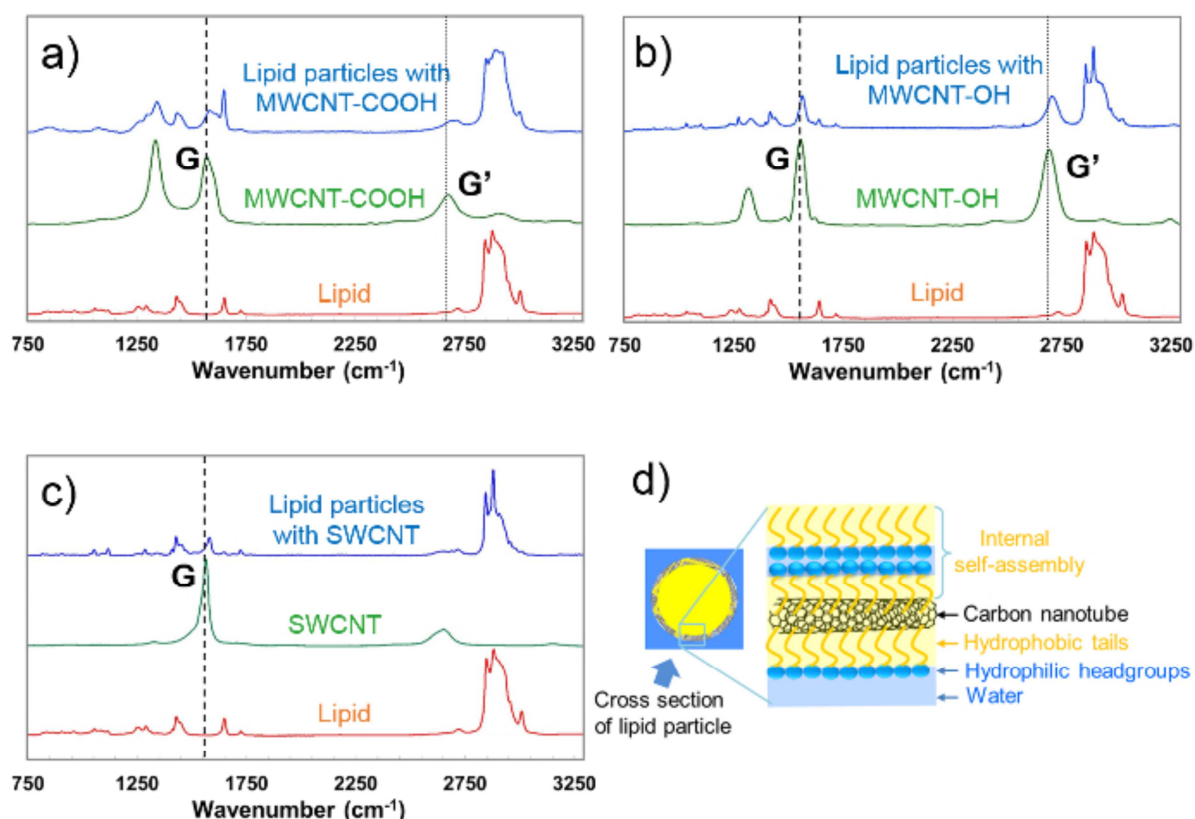 a)
Lipid particles with
MWCNT-COOH
G
MWCNT-COOH
G’
Lipid
750 1250 1750 2250 2750 3250
Wavenumber (cm-1)
b)
Lipid particles with
MWCNT-OH
G
MWCNT-OH
G’
Lipid
750 1250 1750 2250 2750 3250
Wavenumber (cm-1)
c)
Lipid particles
with SWCNT
G
SWCNT
Lipid
750 1250 1750 2250 2750 3250
Wavenumber (cm-1)
d)
Internal
self-assembly
Carbon nanotube
Hydrophobic tails
Hydrophilic headgroups
Water
Cross section
of lipid particle